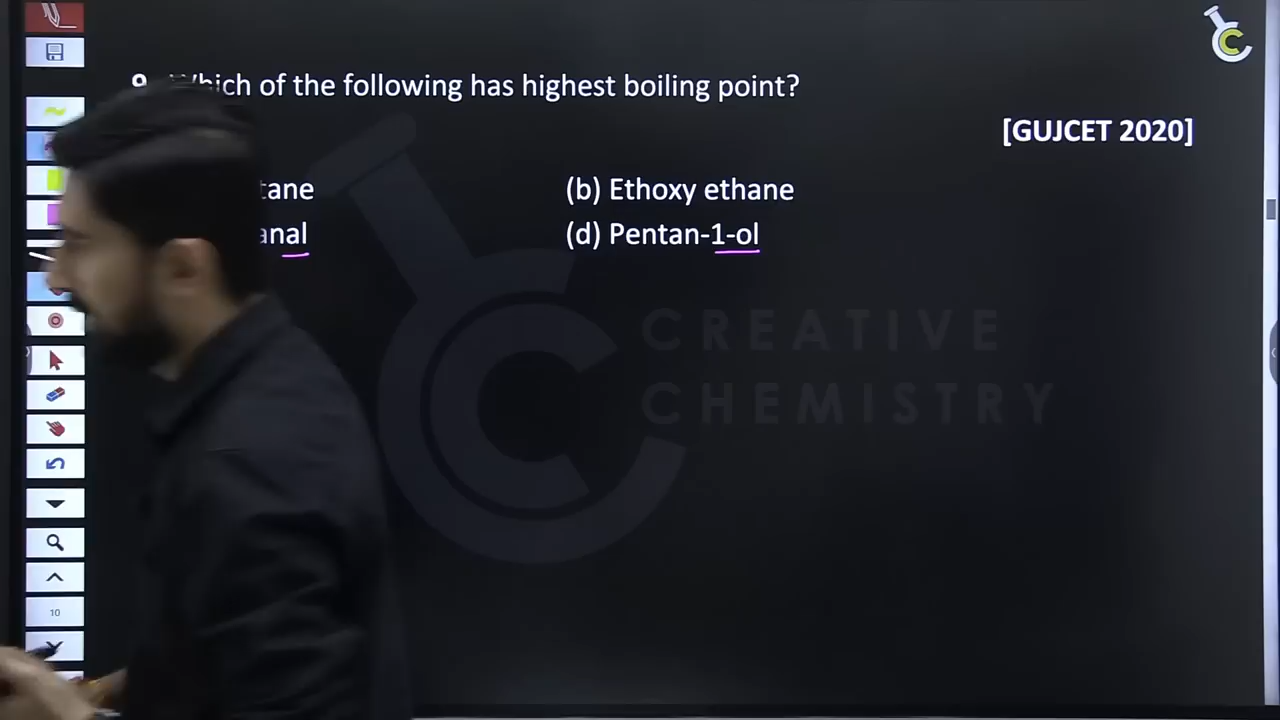 9. Which of the following has highest boiling point?
[GUJCET 2020]
tane (b) Ethoxy ethane
anal (d) Pentan-1-ol
CREATIVE
CHEMISTRY
10